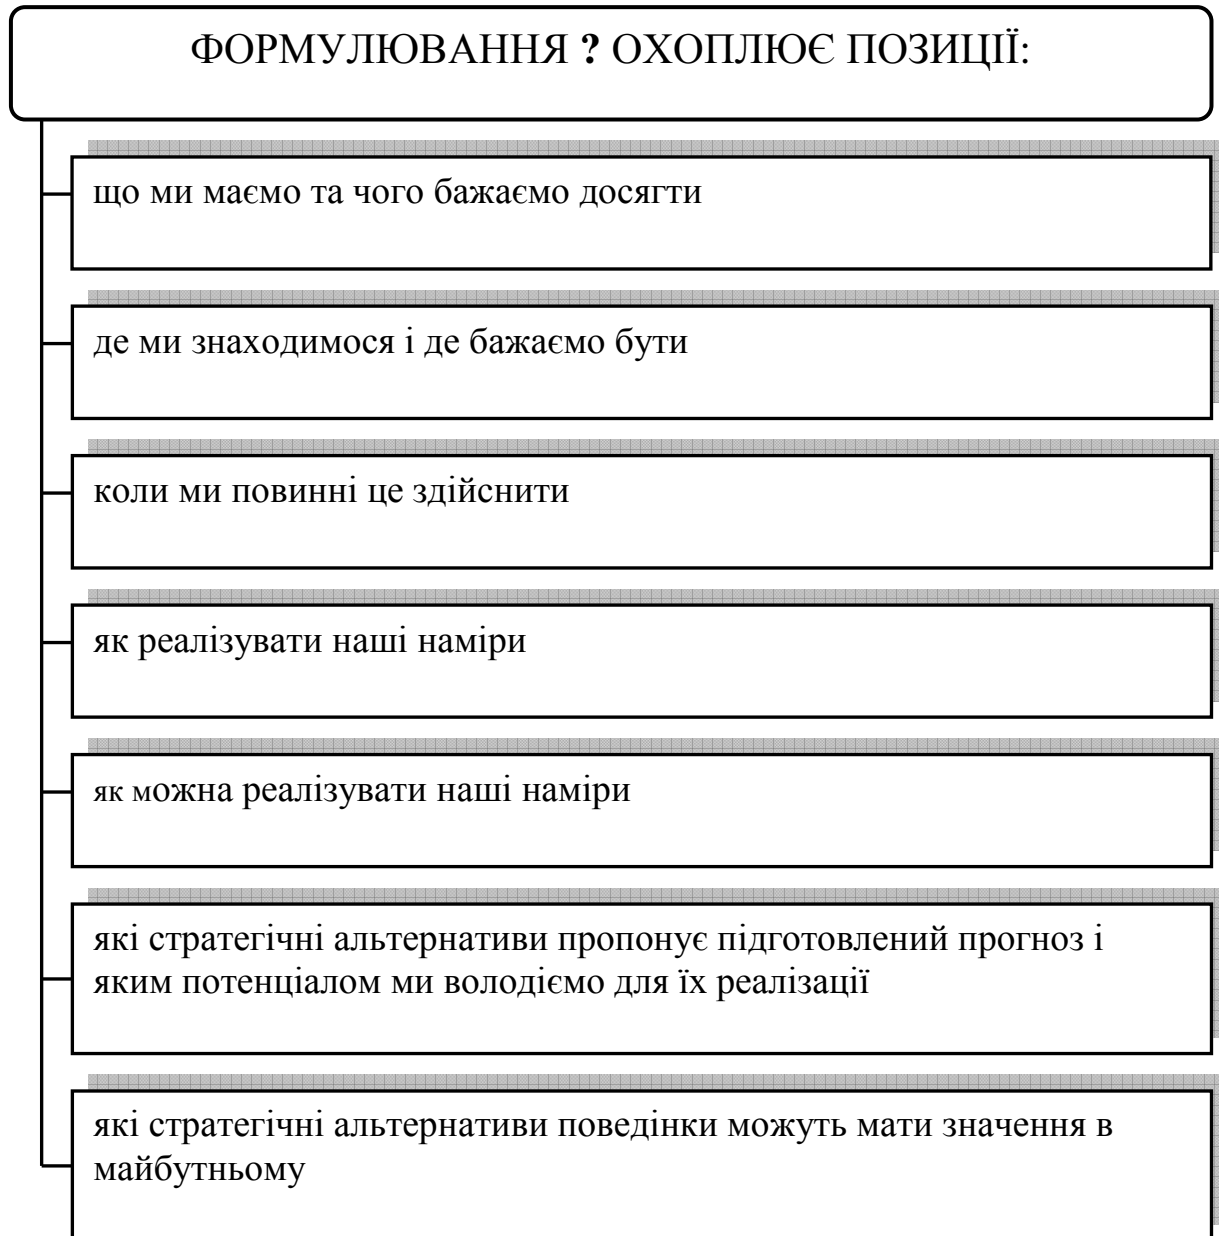 ФОРМУЛЮВАННЯ ? ОХОПЛЮЄ ПОЗИЦІЇ:
що ми маємо та чого бажаємо досягти
де ми знаходимося і де бажаємо бути
коли ми повинні це здійснити
як реалізувати наші наміри
як можна реалізувати наші наміри
які стратегічні альтернативи пропонує підготовлений прогноз і
яким потенціалом ми володіємо для їх реалізації
які стратегічні альтернативи поведінки можуть мати значення в
майбутньому